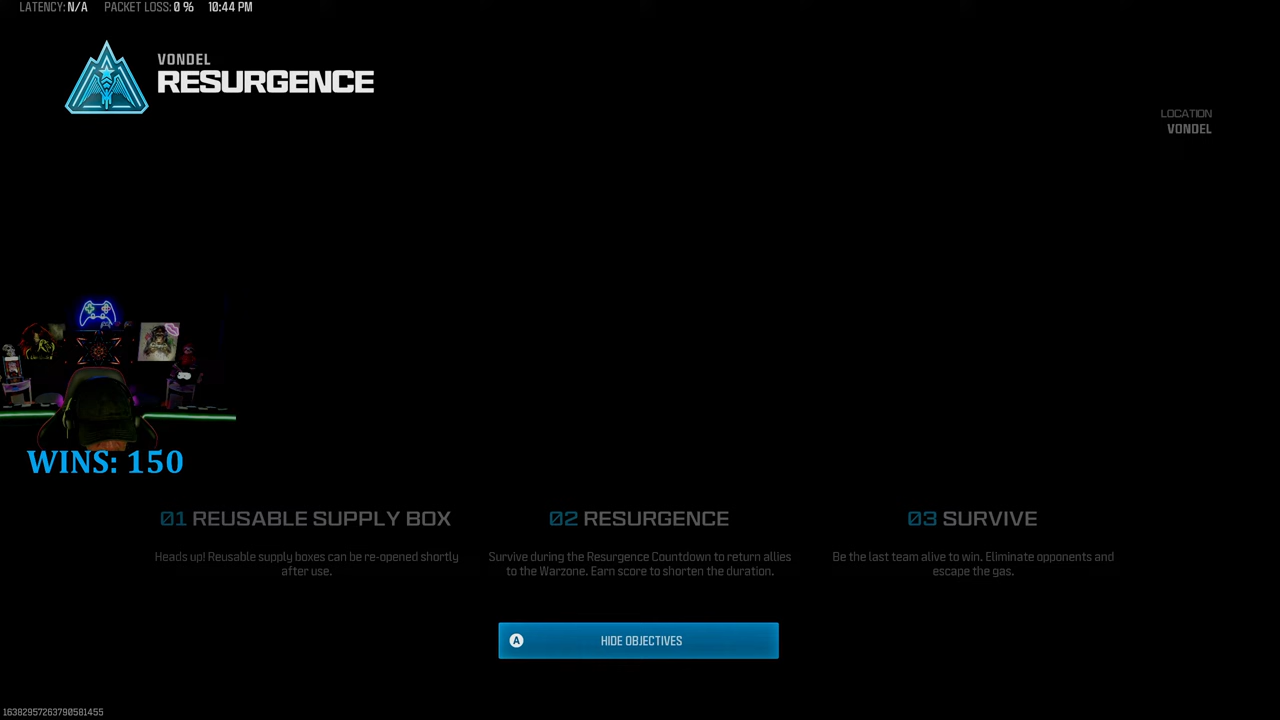 LATENCY: N/A PACKET LOSS: 0 % 10:44 PM
VONDEL
RESURGENCE
LOCATION
VONDEL
WINS: 150
01 REUSABLE SUPPLY BOX
Heads up! Reusable supply boxes can be re-opened shortly
after use.
02 RESURGENCE
Survive during the Resurgence Countdown to return allies
to the Warzone. Earn score to shorten the duration.
03 SURVIVE
Be the last team alive to win. Eliminate opponents and
escape the gas.
A HIDE OBJECTIVES
16382957263790581455